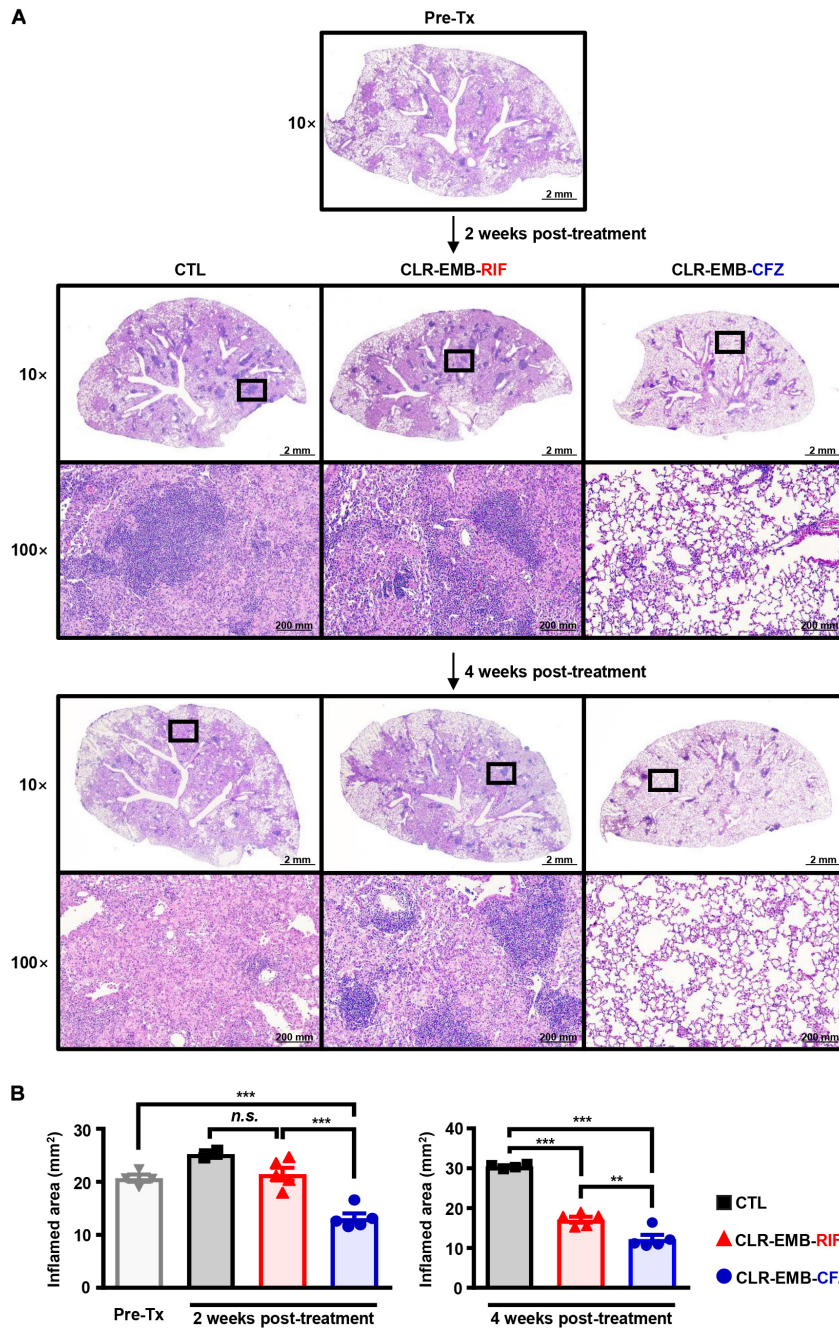 A
Pre-Tx
10×
2 mm
2 weeks post-treatment
CTL CLR-EMB-RIF CLR-EMB-CFZ
10×
2 mm 2 mm 2 mm
100×
200 mm 200 mm 200 mm
4 weeks post-treatment
10×
2 mm 2 mm 2 mm
100×
200 mm 200 mm 200 mm
B
Inflamed area (mm²)
30
20
10
0
*** 
n.s. ***
Pre-Tx 2 weeks post-treatment
Inflamed area (mm²)
40
30
20
10
0
***
***
**
4 weeks post-treatment
CTL
CLR-EMB-RIF
CLR-EMB-CF